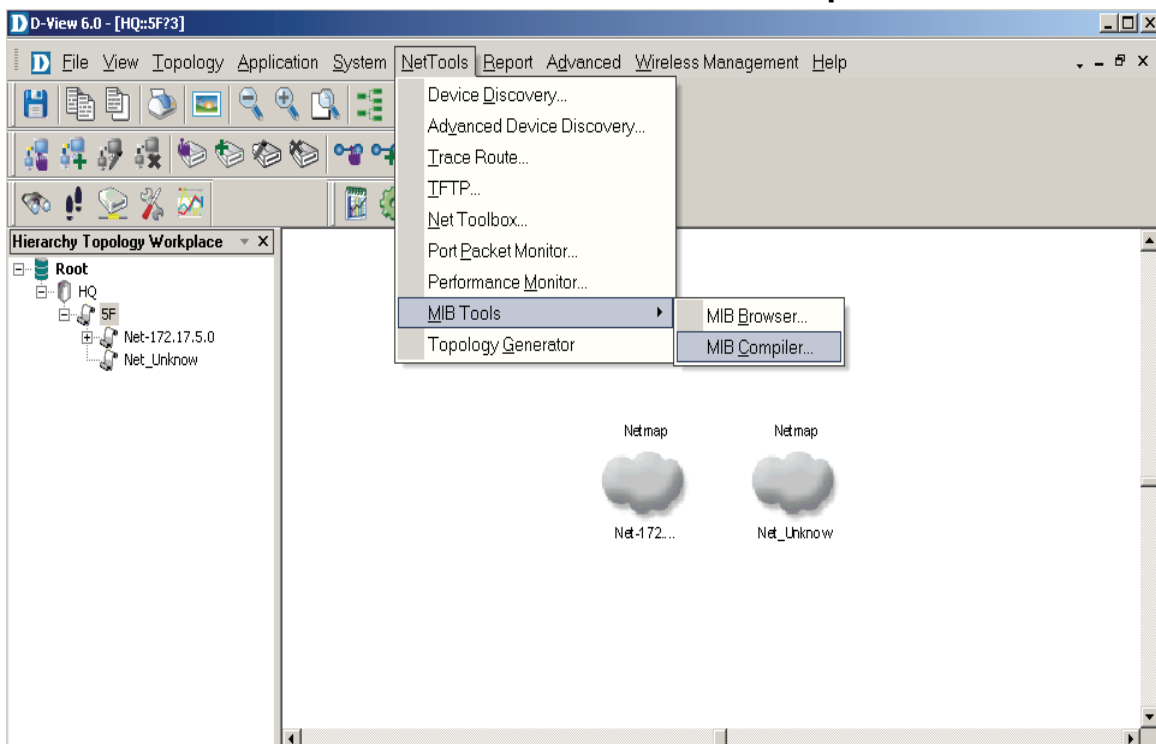 D-View 6.0 - [HQ::5F?3]
File View Topology Application System NetTools Report Advanced Wireless Management Help
Device Discovery...
Advanced Device Discovery...
Trace Route...
TFTP...
Net Toolbox...
Port Packet Monitor...
Performance Monitor...
MIB Tools
Topology Generator
MIB Browser...
MIB Compiler...
Hierarchy Topology Workplace
Root
HQ
5F
Net-172.17.5.0
Net_Unknow
Netmap Netmap
Net-172.... Net_Unknow